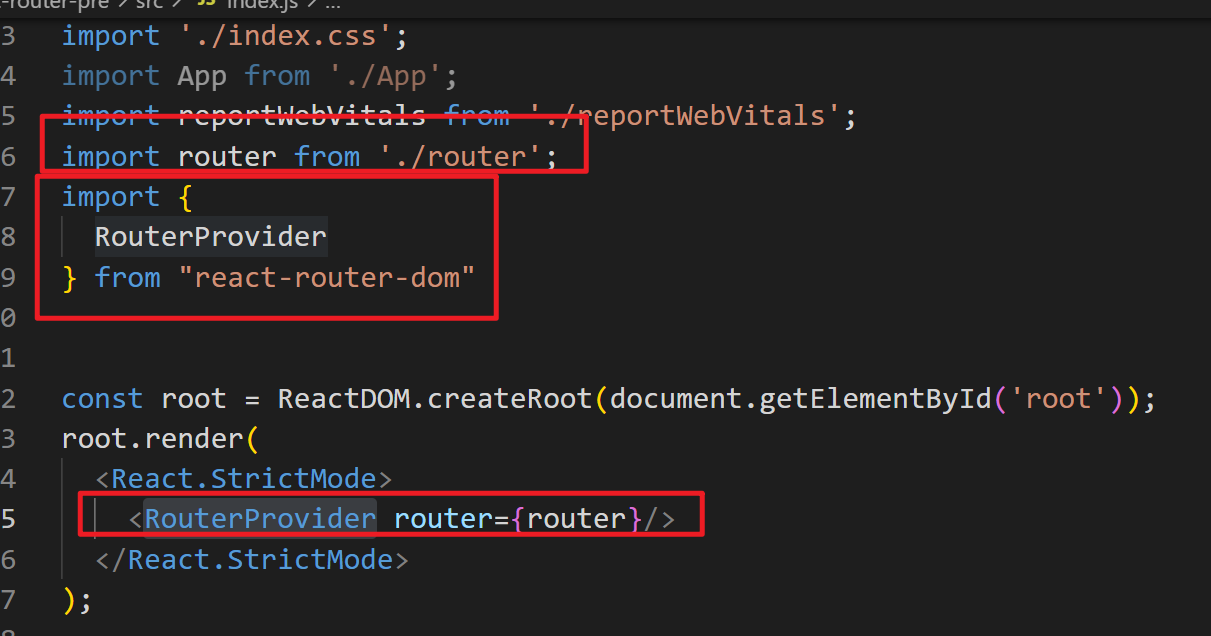 -router-pre > src > JS index.js > ...
3 import './index.css';
4 import App from './App';
5 import reportWebVitals from './reportWebVitals';
6 import router from './router';
7 import {
8 RouterProvider
9 } from "react-router-dom"
0
1
2 const root = ReactDOM.createRoot(document.getElementById('root'));
3 root.render(
4 <React.StrictMode>
5 <RouterProvider router={router}/>
6 </React.StrictMode>
7 );
8